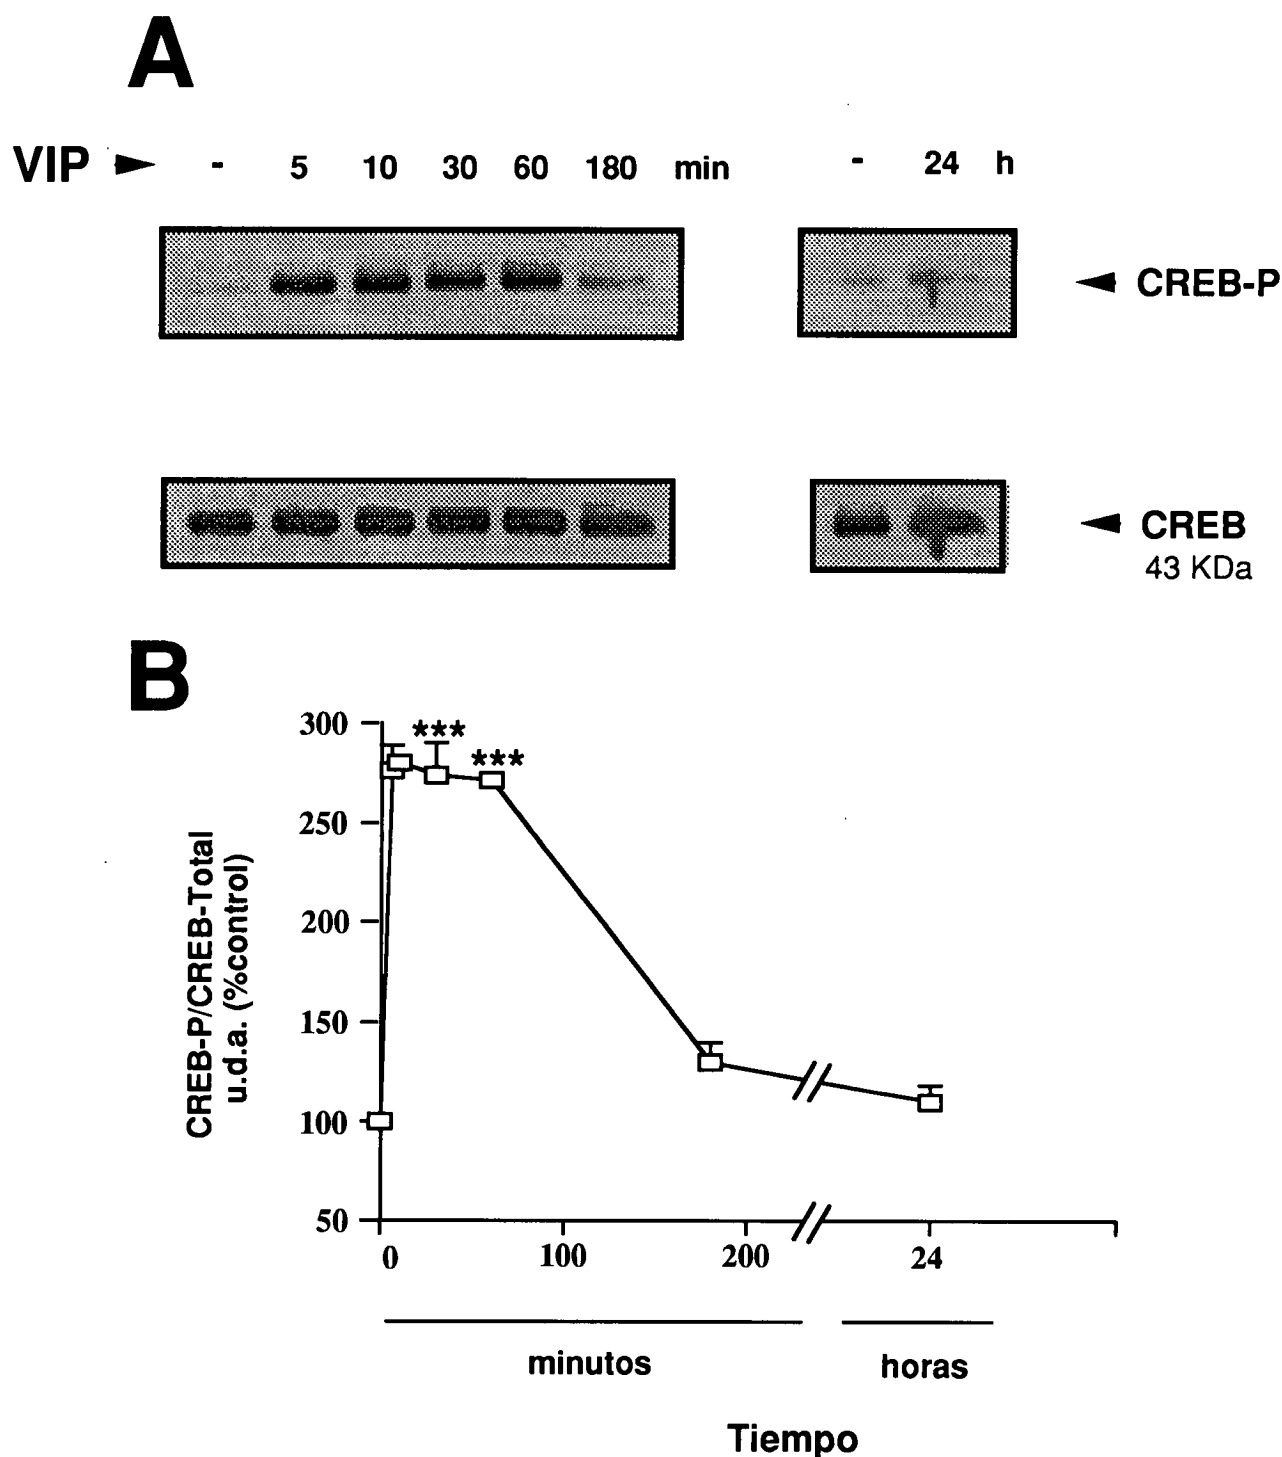 A
VIP - 5 10 30 60 180 min - 24 h
CREB-P
CREB
43 KDa
B
300
250
200
150
100
50
*** ***
CREB-P/CREB-Total
u.d.a. (%control)
0 100 200 24
minutos horas
Tiempo